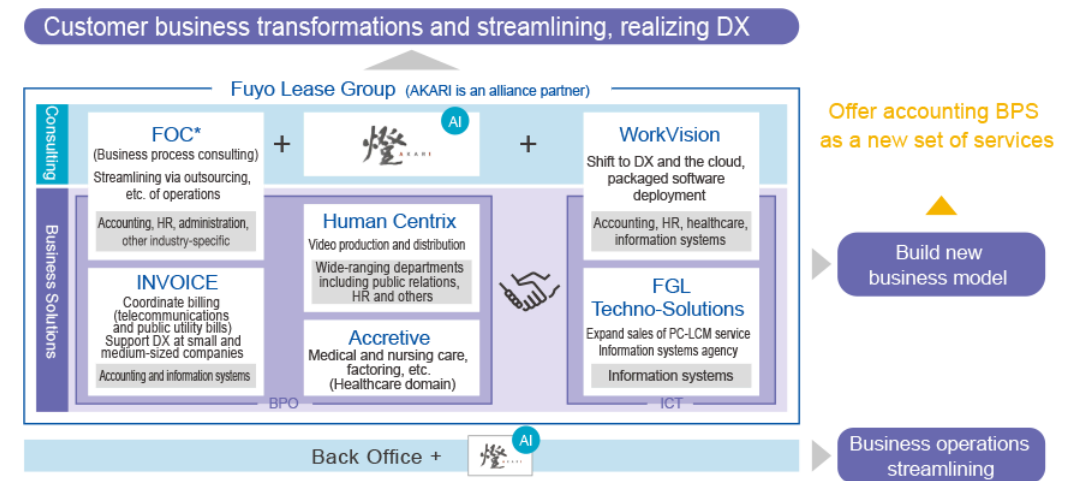 Customer business transformations and streamlining, realizing DX
Fuyo Lease Group (AKARI is an alliance partner)
Consulting
FOC*
(Business process consulting)
Streamlining via outsourcing,
etc. of operations
Accounting, HR, administration,
other industry-specific
+
燈
AKARI
AI
+
WorkVision
Shift to DX and the cloud,
packaged software
deployment
Accounting, HR, healthcare,
information systems
Business Solutions
INVOICE
Coordinate billing
(telecommunications
and public utility bills)
Support DX at small and
medium-sized companies
Accounting and information systems
Human Centrix
Video production and distribution
Wide-ranging departments
including public relations,
HR and others
Accretive
Medical and nursing care,
factoring, etc.
(Healthcare domain)
BPO
FGL
Techno-Solutions
Expand sales of PC-LCM service
Information systems agency
Information systems
ICT
Offer accounting BPS
as a new set of services
Build new
business model
Back Office +
燈
AI
Business operations
streamlining